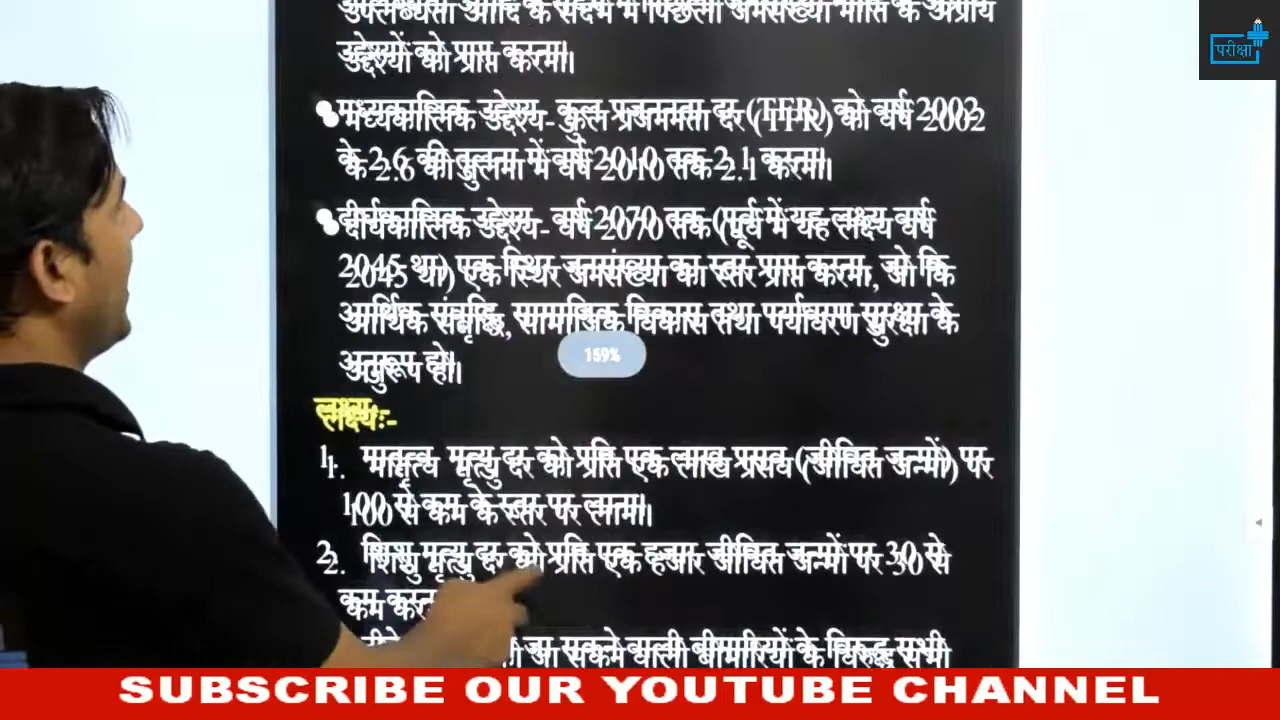 उपलब्धता आदि के संदर्भ में पिछली जनसंख्या नीति के अप्राप्य
उद्देश्यों को प्राप्त करना।
परीक्षा
● मध्यकालिक उद्देश्य- कुल प्रजननता दर (TFR) को वर्ष 2002
के 2.6 की तुलना में वर्ष 2010 तक 2.1 करना।
● दीर्घकालिक उद्देश्य- वर्ष 2070 तक (पूर्व में यह लक्ष्य वर्ष
2045 था) एक स्थिर जनसंख्या का स्तर प्राप्त करना, जो कि
आर्थिक संवृद्धि, सामाजिक विकास तथा पर्यावरण सुरक्षा के
अनुरूप हो।
159%
लक्ष्यः-
1. मातृत्व मृत्यु दर को प्रति एक लाख प्रसव (जीवित जन्मों) पर
100 से कम के स्तर पर लाना।
2. शिशु मृत्यु दर को प्रति एक हजार जीवित जन्मों पर 30 से
कम
जा सकने वाली बीमारियों के विरुद्ध सभी
SUBSCRIBE OUR YOUTUBE CHANNEL